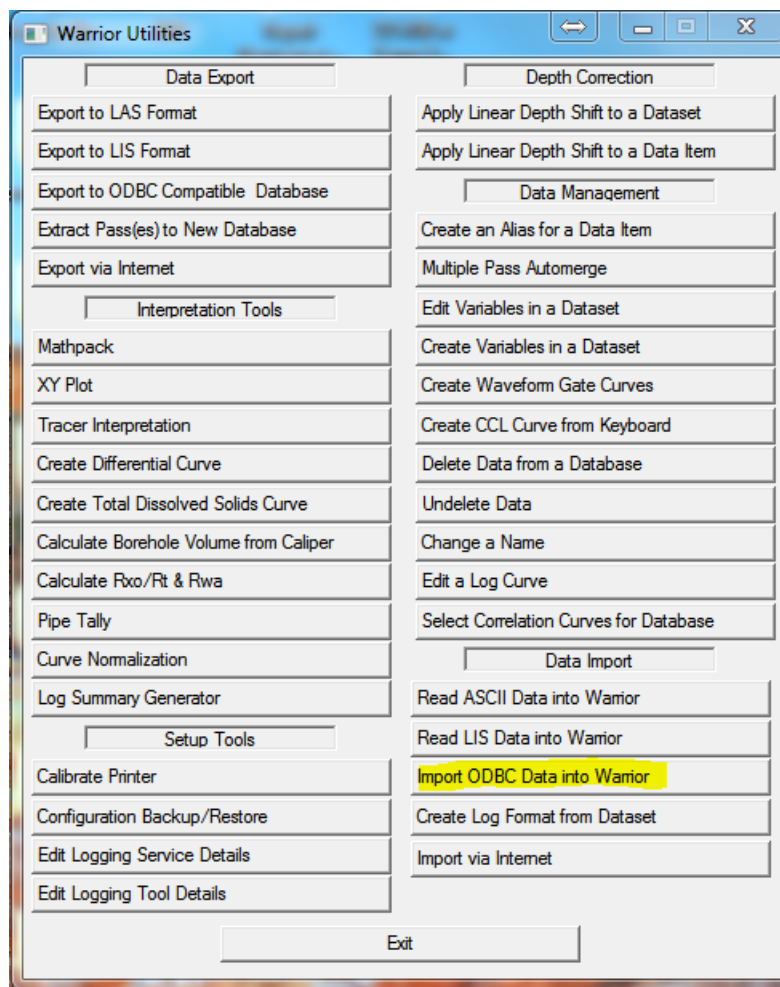 Warrior Utilities
Data Export
Export to LAS Format
Export to LIS Format
Export to ODBC Compatible Database
Extract Pass(es) to New Database
Export via Internet
Interpretation Tools
Mathpack
XY Plot
Tracer Interpretation
Create Differential Curve
Create Total Dissolved Solids Curve
Calculate Borehole Volume from Caliper
Calculate Rxo/Rt & Rwa
Pipe Tally
Curve Normalization
Log Summary Generator
Setup Tools
Calibrate Printer
Configuration Backup/Restore
Edit Logging Service Details
Edit Logging Tool Details
Depth Correction
Apply Linear Depth Shift to a Dataset
Apply Linear Depth Shift to a Data Item
Data Management
Create an Alias for a Data Item
Multiple Pass Automerge
Edit Variables in a Dataset
Create Variables in a Dataset
Create Waveform Gate Curves
Create CCL Curve from Keyboard
Delete Data from a Database
Undelete Data
Change a Name
Edit a Log Curve
Select Correlation Curves for Database
Data Import
Read ASCII Data into Warrior
Read LIS Data into Warrior
Import ODBC Data into Warrior
Create Log Format from Dataset
Import via Internet
Exit